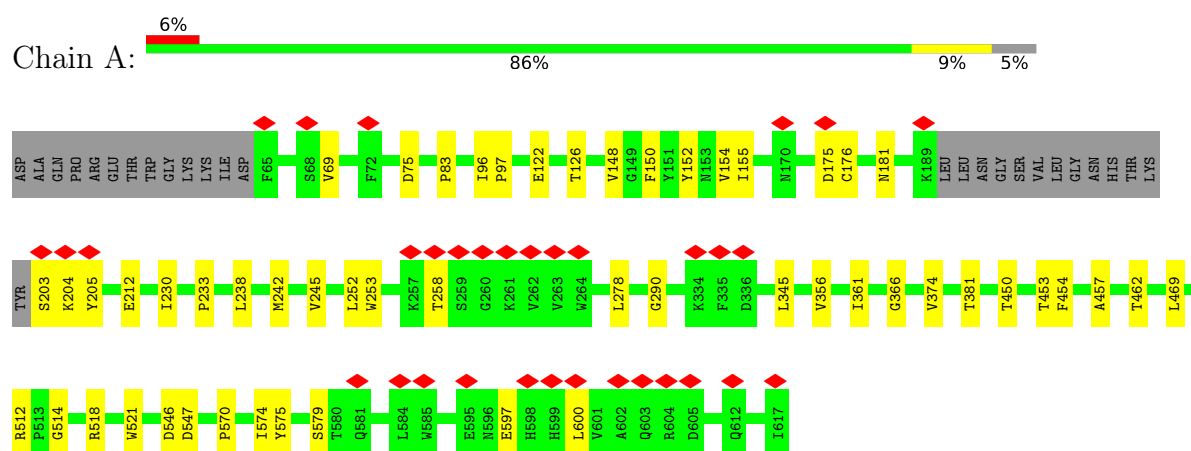 6%
Chain A:
86%
9%
5%
ASP ALA GLN PRO ARG GLU THR TRP GLY LYS LYS ILE ASP F65 S68 V69 F72 D75 P83 I96 P97 E122 T126 V148 G149 F150 Y151 Y152 N153 V154 I155 N170 D175 C176 N181 K189 LEU LEU ASN GLY SER VAL LEU GLY ASN HIS THR LYS
TYR S203 K204 Y205 E212 I230 P233 L238 M242 V245 L252 W253 K257 T258 S259 G260 K261 V262 V263 W264 L278 G290 K334 F335 D336 L345 V356 I361 G366 V374 T381 T450 T453 F454 A457 T462 L469
R512 P513 G514 R518 W521 D546 D547 P570 I574 Y575 S579 T580 Q581 L584 W585 E595 N596 E597 H598 H599 L600 V601 A602 Q603 R604 D605 Q612 I617